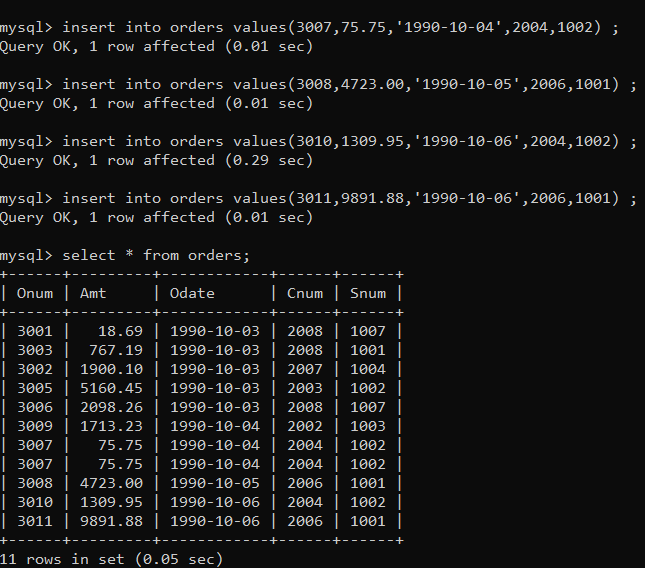 mysql> insert into orders values(3007,75.75,'1990-10-04',2004,1002) ;
Query OK, 1 row affected (0.01 sec)
mysql> insert into orders values(3008,4723.00,'1990-10-05',2006,1001) ;
Query OK, 1 row affected (0.01 sec)
mysql> insert into orders values(3010,1309.95,'1990-10-06',2004,1002) ;
Query OK, 1 row affected (0.29 sec)
mysql> insert into orders values(3011,9891.88,'1990-10-06',2006,1001) ;
Query OK, 1 row affected (0.01 sec)
mysql> select * from orders;
+------+---------+------------+------+------+
| Onum | Amt     | Odate      | Cnum | Snum |
+------+---------+------------+------+------+
| 3001 |   18.69 | 1990-10-03 | 2008 | 1007 |
| 3003 |  767.19 | 1990-10-03 | 2008 | 1001 |
| 3002 | 1900.10 | 1990-10-03 | 2007 | 1004 |
| 3005 | 5160.45 | 1990-10-03 | 2003 | 1002 |
| 3006 | 2098.26 | 1990-10-03 | 2008 | 1007 |
| 3009 | 1713.23 | 1990-10-04 | 2002 | 1003 |
| 3007 |   75.75 | 1990-10-04 | 2004 | 1002 |
| 3007 |   75.75 | 1990-10-04 | 2004 | 1002 |
| 3008 | 4723.00 | 1990-10-05 | 2006 | 1001 |
| 3010 | 1309.95 | 1990-10-06 | 2004 | 1002 |
| 3011 | 9891.88 | 1990-10-06 | 2006 | 1001 |
+------+---------+------------+------+------+
11 rows in set (0.05 sec)